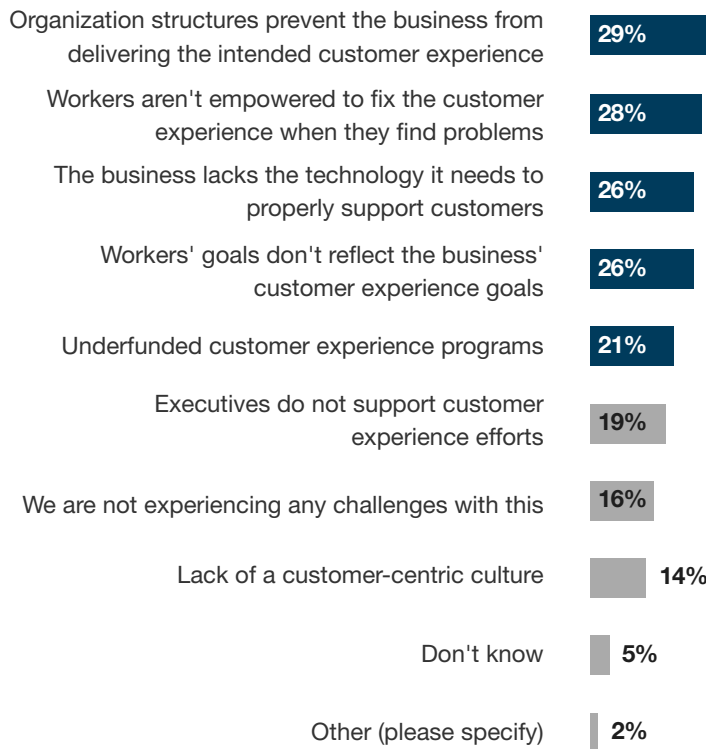 Organization structures prevent the business from
delivering the intended customer experience
29%
Workers aren't empowered to fix the customer
experience when they find problems
28%
The business lacks the technology it needs to
properly support customers
26%
Workers' goals don't reflect the business'
customer experience goals
26%
Underfunded customer experience programs
21%
Executives do not support customer
experience efforts
19%
We are not experiencing any challenges with this
16%
Lack of a customer-centric culture
14%
Don't know
5%
Other (please specify)
2%